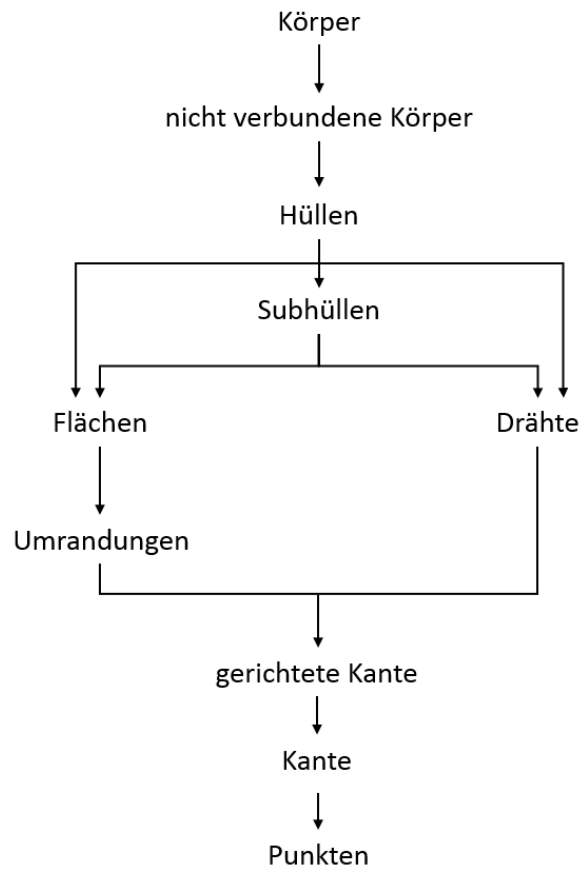 Körper
nicht verbundene Körper
Hüllen
Subhüllen
Flächen
Drähte
Umrandungen
gerichtete Kante
Kante
Punkten